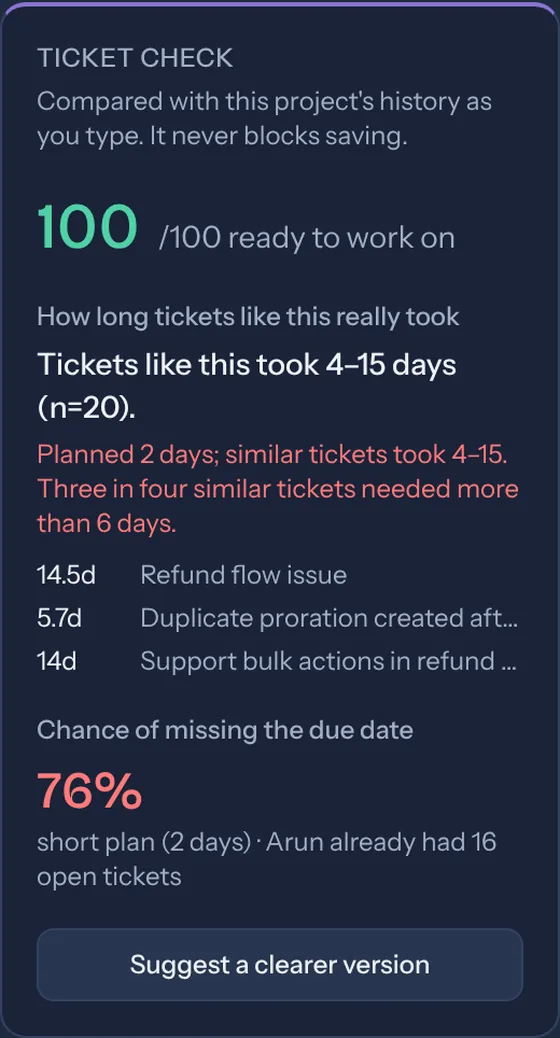 TICKET CHECK
Compared with this project's history as
you type. It never blocks saving.
100 /100 ready to work on
How long tickets like this really took
Tickets like this took 4–15 days
(n=20).
Planned 2 days; similar tickets took 4–15.
Three in four similar tickets needed more
than 6 days.
14.5d Refund flow issue
5.7d Duplicate proration created aft...
14d Support bulk actions in refund ...
Chance of missing the due date
76%
short plan (2 days) · Arun already had 16
open tickets
Suggest a clearer version